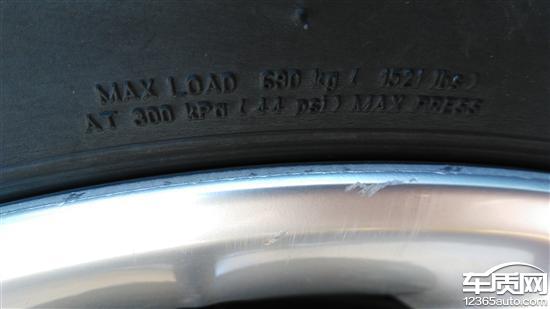 MAX LOAD 690 kg ( 1521 lbs )
AT 300 kPa ( 44 psi ) MAX PRESS
车质网
12365auto.com